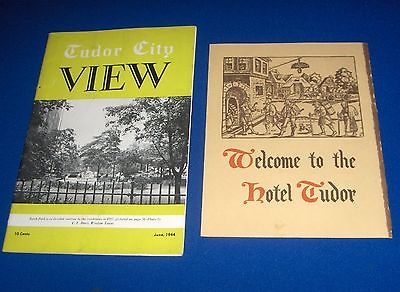 Tudor City
VIEW
10 Cents
June, 1944
Welcome to the
Hotel Tudor